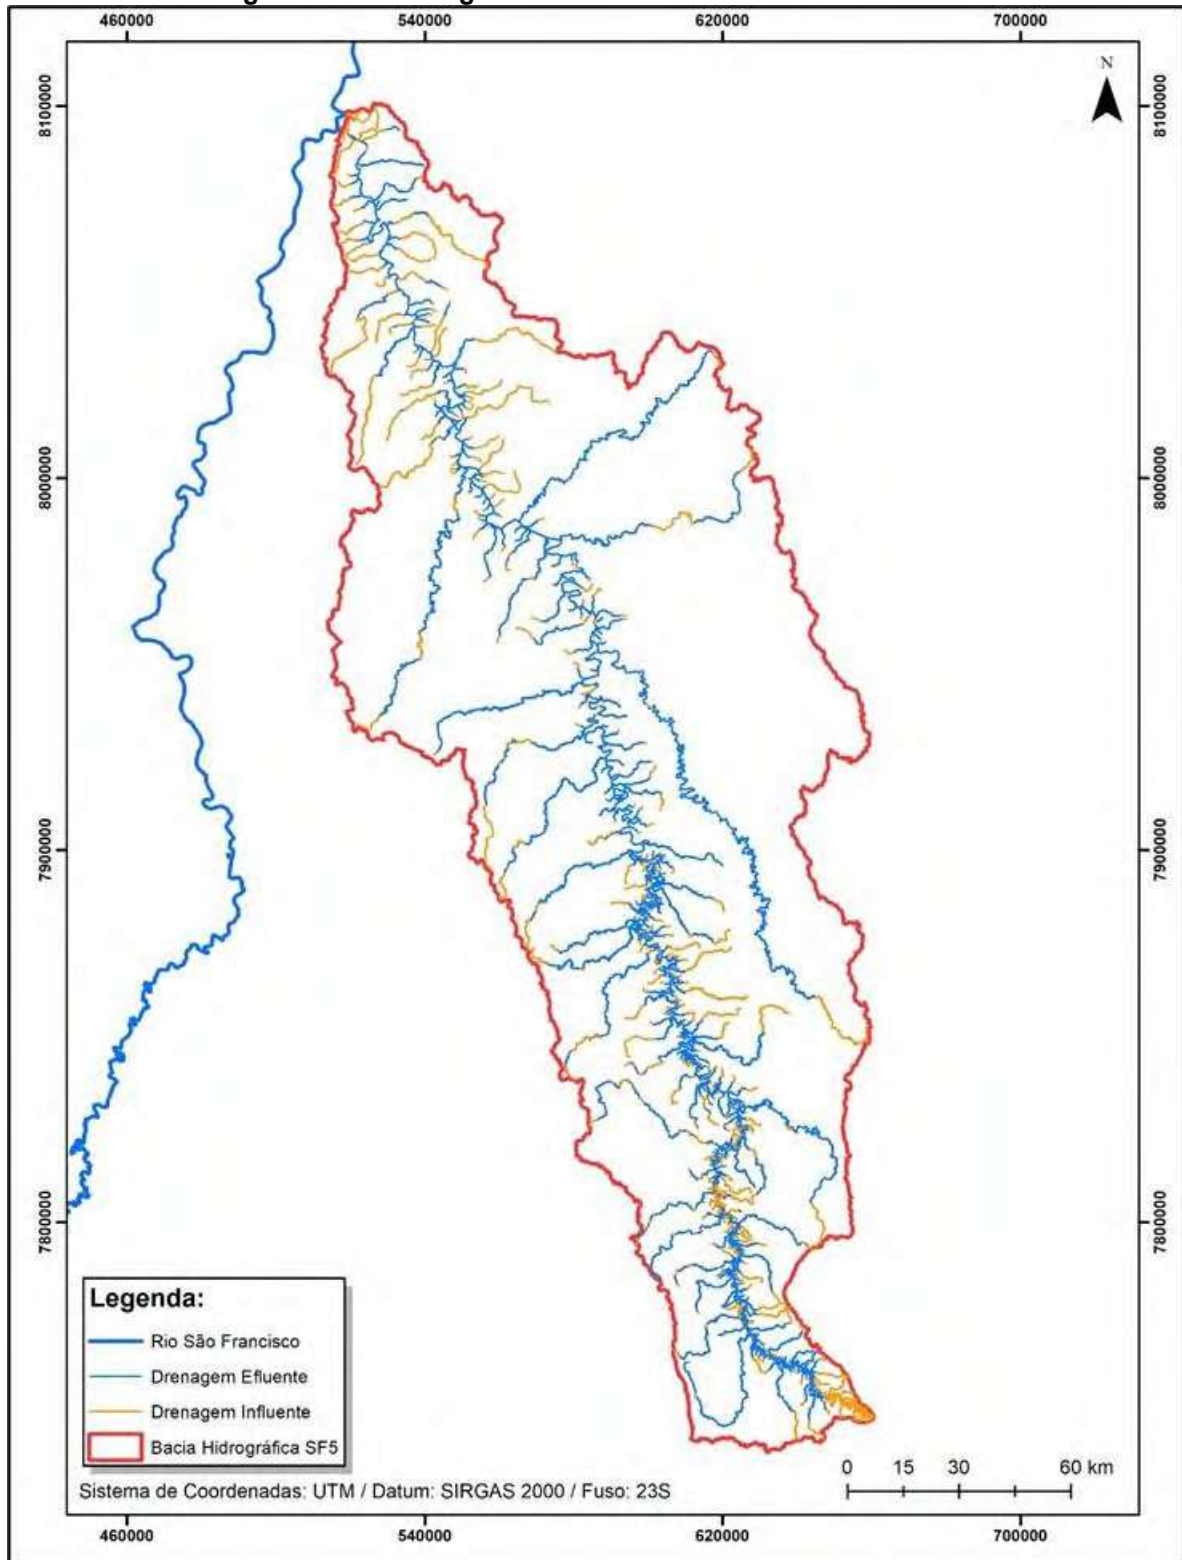 460000 540000 620000 700000
N
8100000 8100000
8000000 8000000
7900000 7900000
7800000 7800000
Legenda:
Rio São Francisco
Drenagem Efluente
Drenagem Influente
Bacia Hidrográfica SF5
0 15 30 60 km
Sistema de Coordenadas: UTM / Datum: SIRGAS 2000 / Fuso: 23S
460000 540000 620000 700000